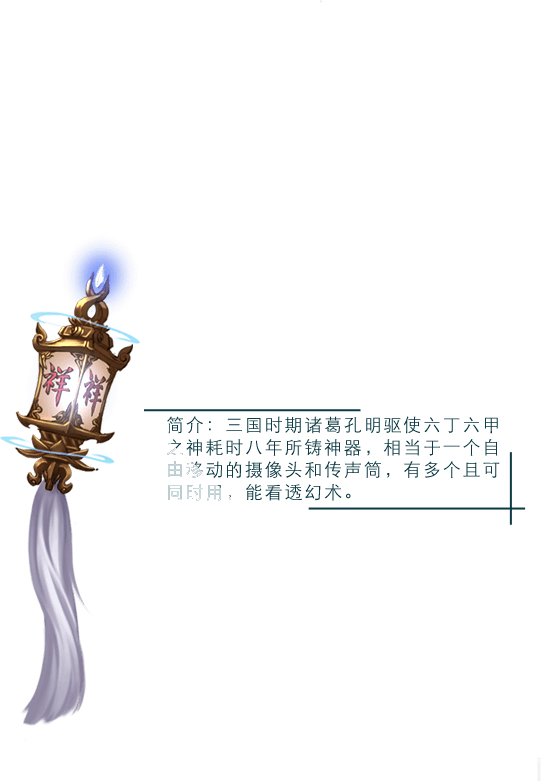 祥 祥
简介：三国时期诸葛孔明驱使六丁六甲
之神耗时八年所铸神器，相当于一个自
由移动的摄像头和传声筒，有多个且可
同时用，能看透幻术。